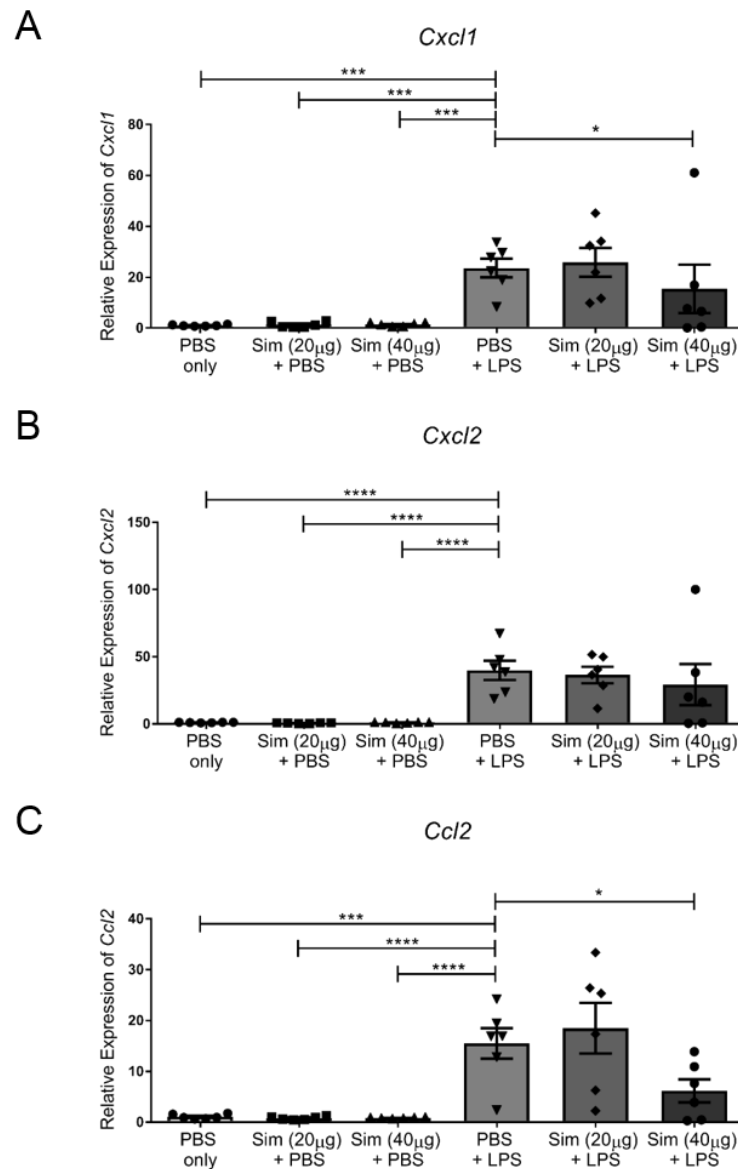 A
Cxcl1
***
***
***
*
Relative Expression of Cxcl1
80
60
40
20
0
PBS only
Sim (20μg) + PBS
Sim (40μg) + PBS
PBS + LPS
Sim (20μg) + LPS
Sim (40μg) + LPS
B
Cxcl2
****
****
****
Relative Expression of Cxcl2
150
100
50
0
PBS only
Sim (20μg) + PBS
Sim (40μg) + PBS
PBS + LPS
Sim (20μg) + LPS
Sim (40μg) + LPS
C
Ccl2
*
***
****
****
Relative Expression of Ccl2
40
30
20
10
0
PBS only
Sim (20μg) + PBS
Sim (40μg) + PBS
PBS + LPS
Sim (20μg) + LPS
Sim (40μg) + LPS